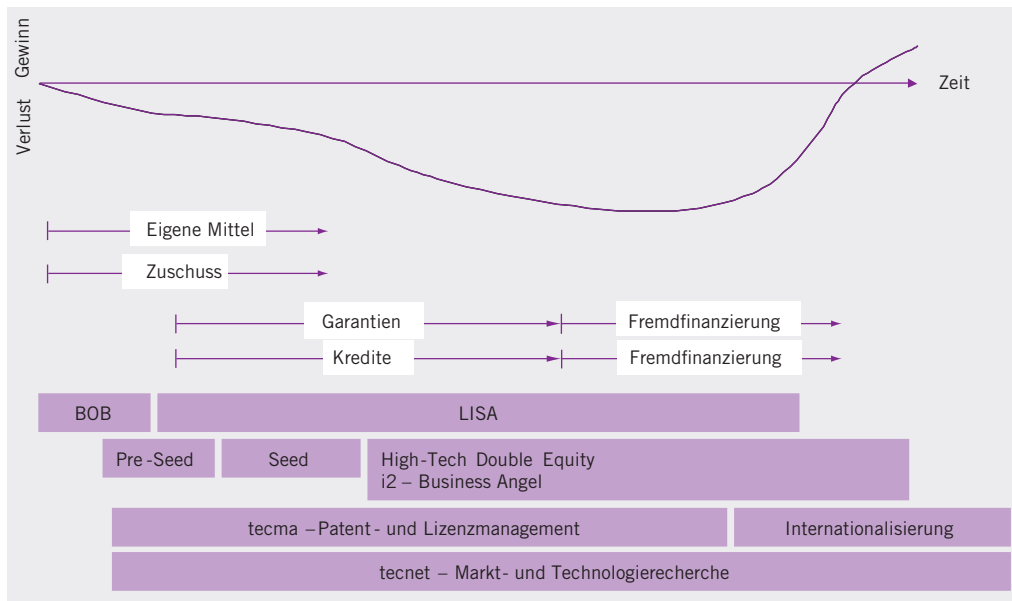 Gewinn
Verlust
Zeit
Eigene Mittel
Zuschuss
Garantien
Fremdfinanzierung
Kredite
Fremdfinanzierung
BOB
LISA
Pre-Seed
Seed
High-Tech Double Equity
i2 – Business Angel
tecma – Patent- und Lizenzmanagement
Internationalisierung
tecnet – Markt- und Technologierecherche